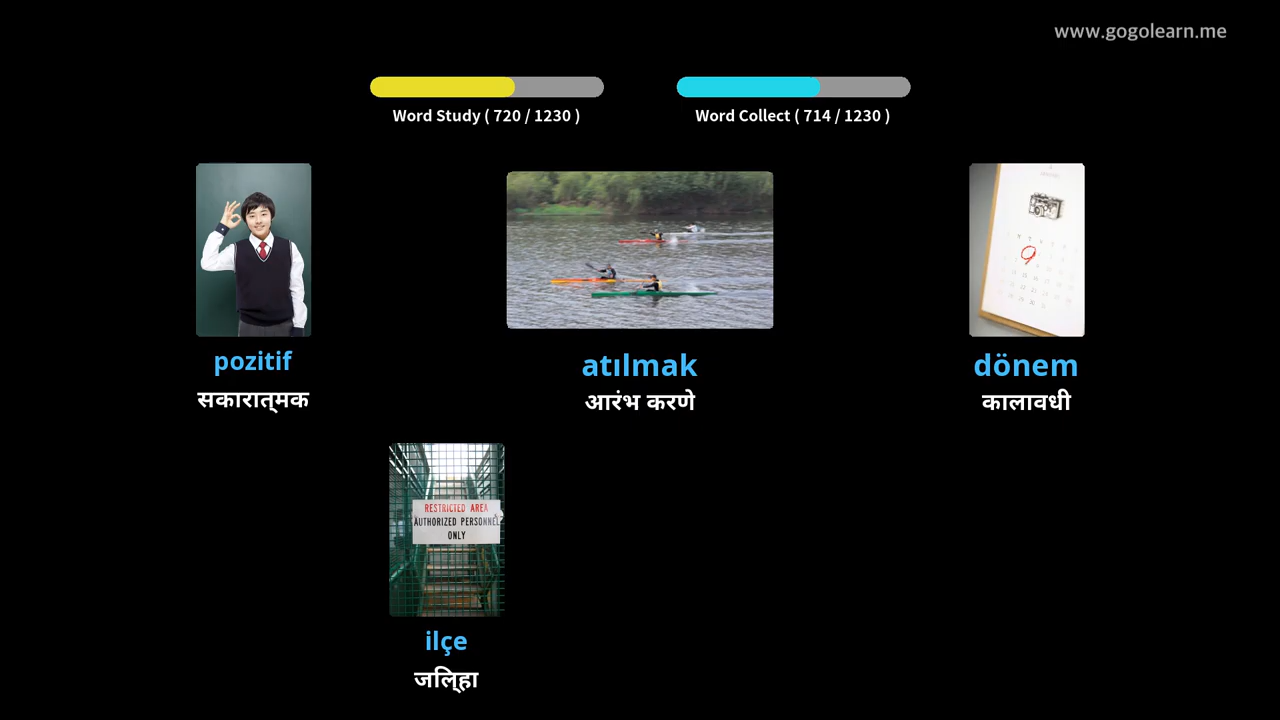 www.gogolearn.me
Word Study ( 720 / 1230 )
Word Collect ( 714 / 1230 )
pozitif
सकारात्मक
atılmak
आरंभ करणे
dönem
कालावधी
RESTRICTED AREA
AUTHORIZED PERSONNEL
ONLY
ilçe
जिल्हा